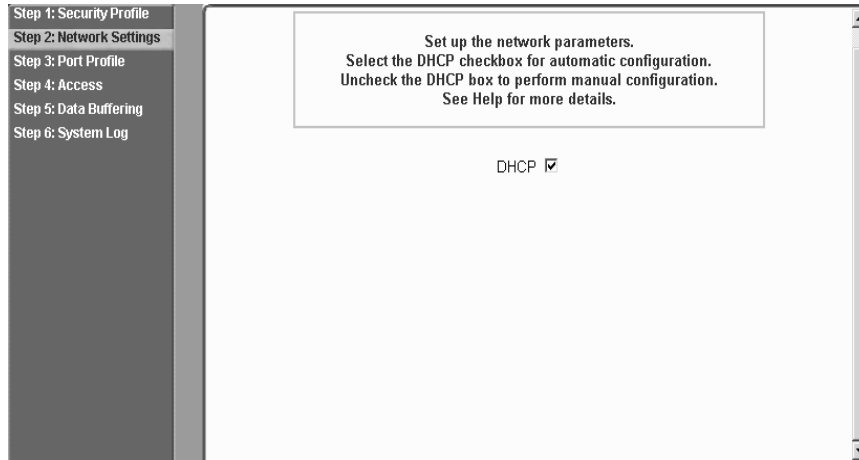 Step 1: Security Profile
Step 2: Network Settings
Step 3: Port Profile
Step 4: Access
Step 5: Data Buffering
Step 6: System Log
Set up the network parameters.
Select the DHCP checkbox for automatic configuration.
Uncheck the DHCP box to perform manual configuration.
See Help for more details.
DHCP